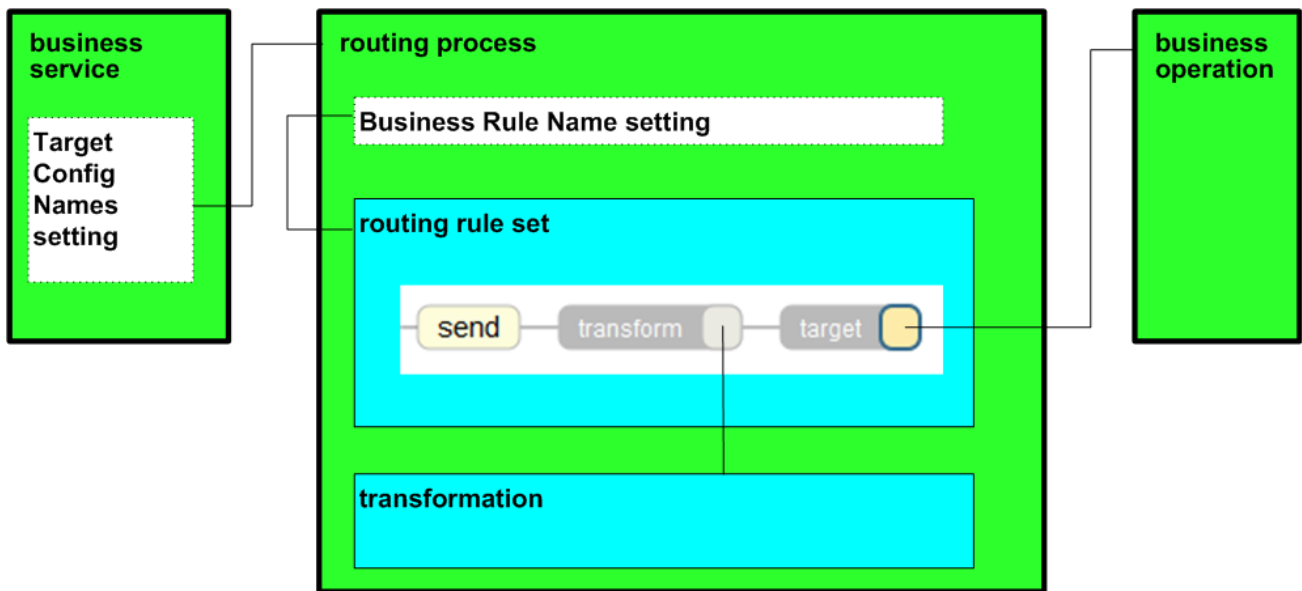 business
service
Target
Config
Names
setting
routing process
Business Rule Name setting
routing rule set
send
transform
target
transformation
business
operation